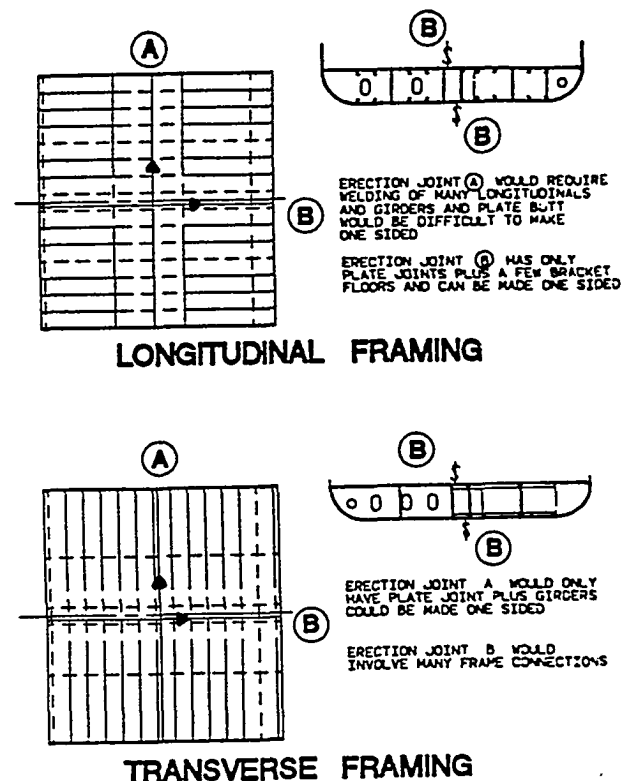 A
B
B
B
ERECTION JOINT A WOULD REQUIRE
WELDING OF MANY LONGITUDINALS
AND GIRDERS AND PLATE BUTT
WOULD BE DIFFICULT TO MAKE
ONE SIDED
ERECTION JOINT B HAS ONLY
PLATE JOINTS PLUS A FEW BRACKET
FLOORS AND CAN BE MADE ONE SIDED
LONGITUDINAL FRAMING
A
B
B
B
ERECTION JOINT A WOULD ONLY
HAVE PLATE JOINT PLUS GIRDERS
COULD BE MADE ONE SIDED
ERECTION JOINT B WOULD
INVOLVE MANY FRAME CONNECTIONS
TRANSVERSE FRAMING